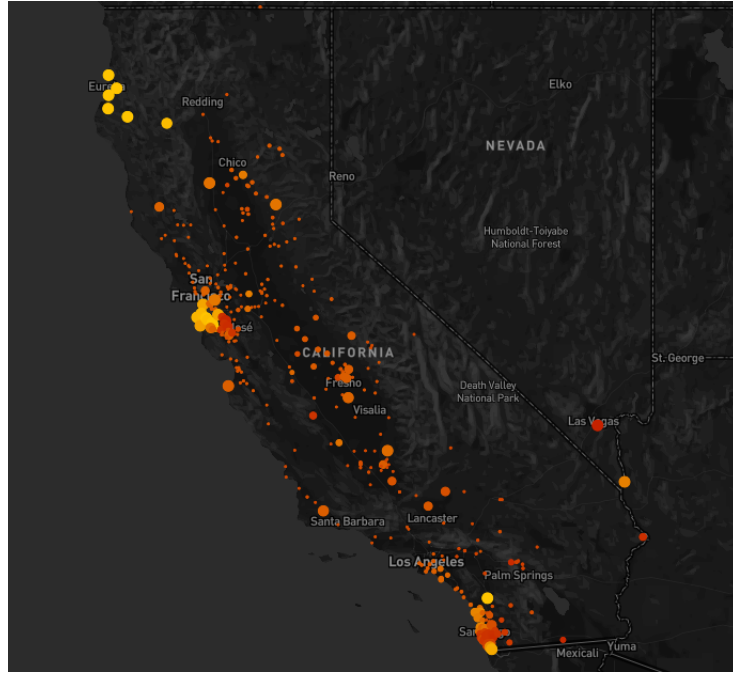 Eureka
Redding
Elko
NEVADA
Chico
Reno
Humboldt-Toiyabe
National Forest
San
Francisco
José
CALIFORNIA
St. George
Fresno
Death Valley
National Park
Visalia
Las Vegas
Santa Barbara
Lancaster
Los Angeles
Palm Springs
San Diego
Mexicali
Yuma